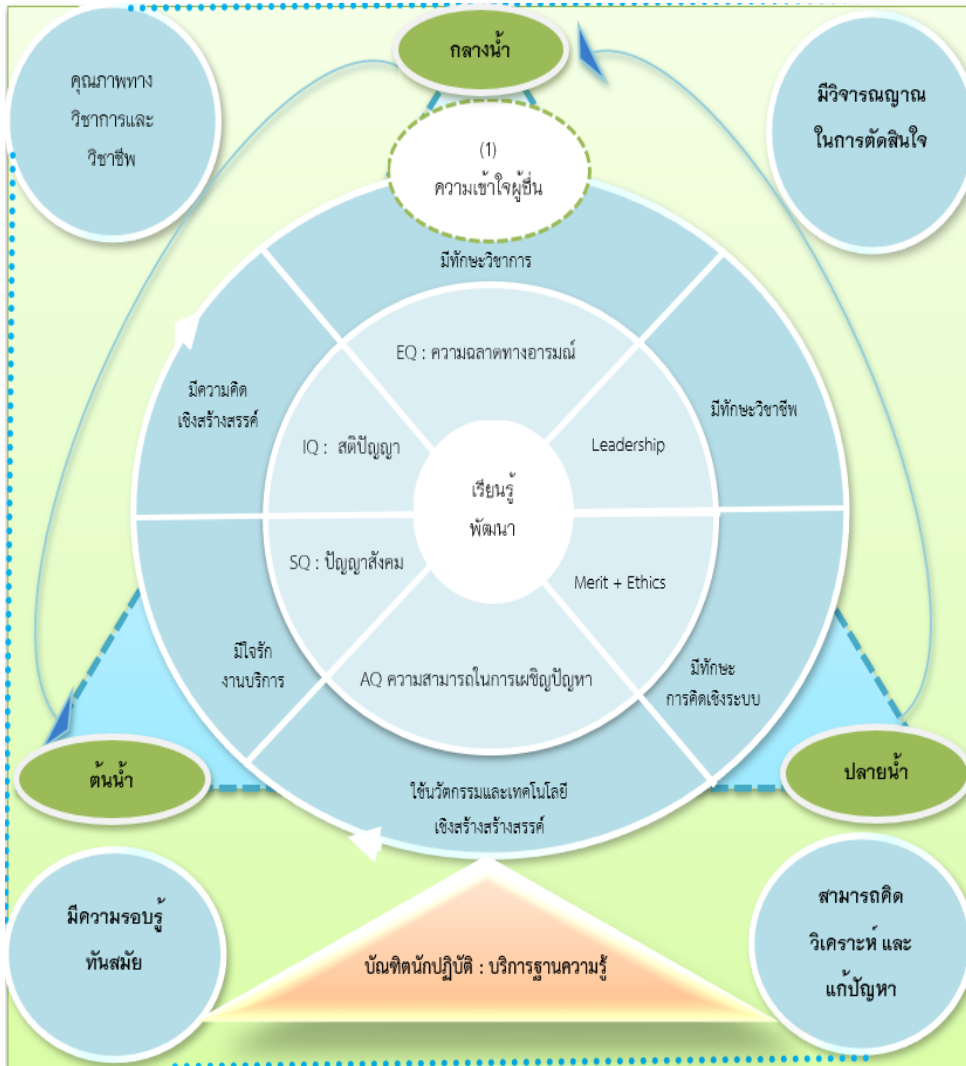 กลางน้ำ
คุณภาพทาง
วิชาการและ
วิชาชีพ
มีวิจารณญาณ
ในการตัดสินใจ
(1)
ความเข้าใจผู้อื่น
มีทักษะวิชาการ
EQ : ความฉลาดทางอารมณ์
มีความคิด
เชิงสร้างสรรค์
มีทักษะวิชาชีพ
IQ : สติปัญญา
Leadership
เรียนรู้
พัฒนา
SQ : ปัญญาสังคม
Merit + Ethics
มีใจรัก
งานบริการ
AQ ความสามารถในการเผชิญปัญหา
มีทักษะ
การคิดเชิงระบบ
ต้นน้ำ
ปลายน้ำ
ใช้นวัตกรรมและเทคโนโลยี
เชิงสร้างสร้างสรรค์
มีความรอบรู้
ทันสมัย
บัณฑิตนักปฏิบัติ : บริการฐานความรู้
สามารถคิด
วิเคราะห์ และ
แก้ปัญหา